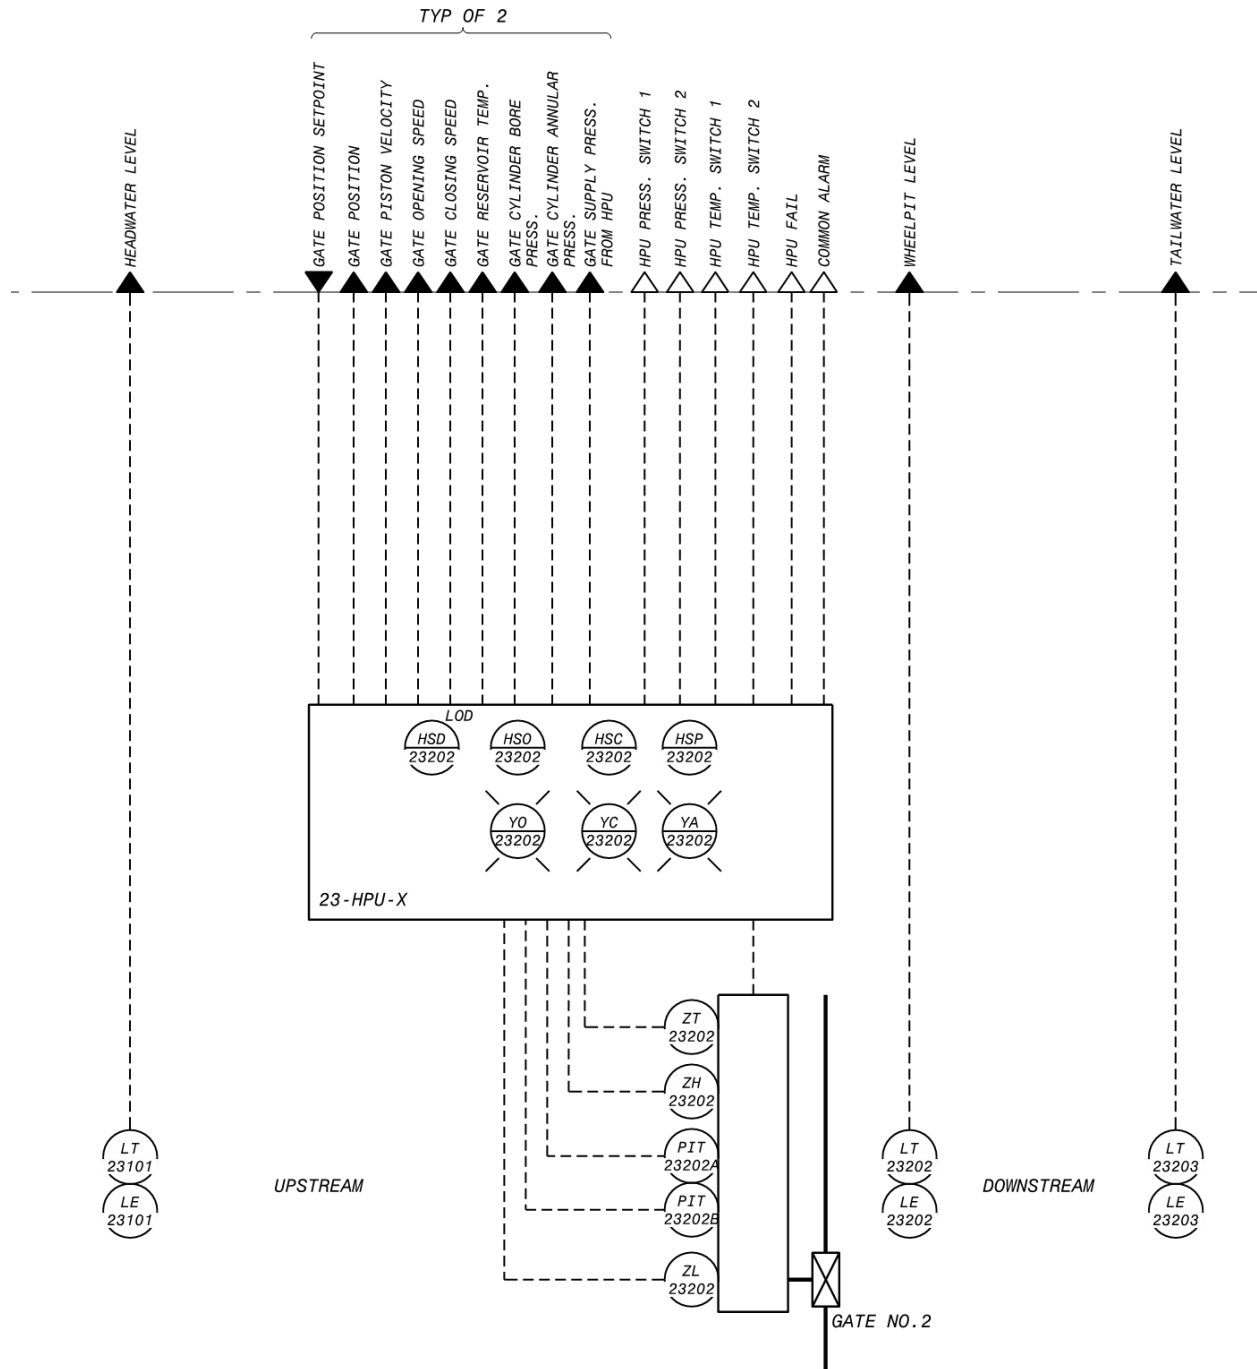 TYP OF 2
HEADWATER LEVEL
GATE POSITION SETPOINT
GATE POSITION
GATE PISTON VELOCITY
GATE OPENING SPEED
GATE CLOSING SPEED
GATE RESERVOIR TEMP.
GATE CYLINDER BORE
PRESS.
GATE CYLINDER ANNULAR
PRESS.
GATE SUPPLY PRESS.
FROM HPU
HPU PRESS. SWITCH 1
HPU PRESS. SWITCH 2
HPU TEMP. SWITCH 1
HPU TEMP. SWITCH 2
HPU FAIL
COMMON ALARM
WHEELPIT LEVEL
TAILWATER LEVEL
LOD
HSD
23202
HSO
23202
HSC
23202
HSP
23202
YO
23202
YC
23202
YA
23202
23-HPU-X
ZT
23202
ZH
23202
PIT
23202A
PIT
23202B
ZL
23202
LT
23101
LE
23101
UPSTREAM
LT
23202
LE
23202
DOWNSTREAM
LT
23203
LE
23203
GATE NO.2